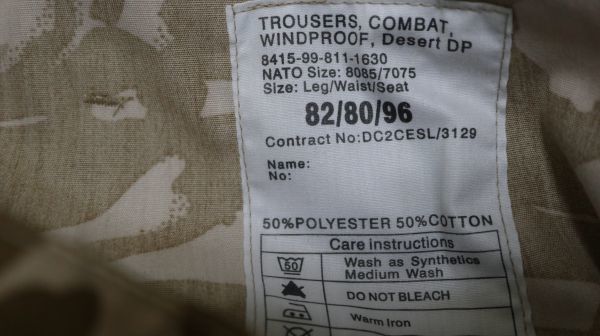 TROUSERS, COMBAT,
WINDPROOF, Desert DP
8415-99-811-1630
NATO Size: 8085/7075
Size: Leg/Waist/Seat
82/80/96
Contract No:DC2CESL/3129
Name:
No:
50%POLYESTER 50%COTTON
Care instructions
50 Wash as Synthetics
Medium Wash
DO NOT BLEACH
Warm Iron